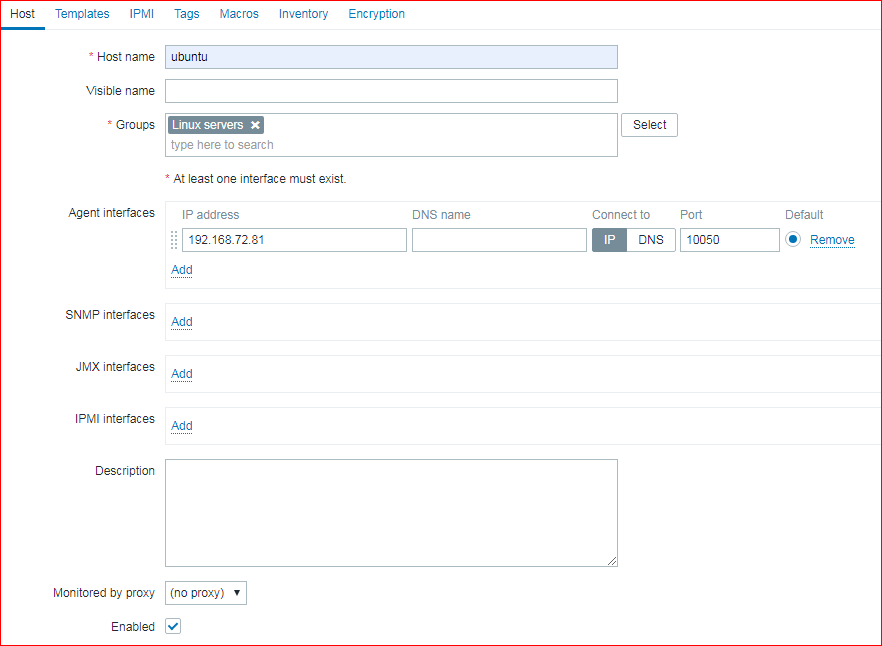 Host Templates IPMI Tags Macros Inventory Encryption
* Host name ubuntu
Visible name
* Groups Linux servers ✖ Select
type here to search
* At least one interface must exist.
Agent interfaces IP address DNS name Connect to Port Default
192.168.72.81 IP DNS 10050 Remove
Add
SNMP interfaces
Add
JMX interfaces
Add
IPMI interfaces
Add
Description
Monitored by proxy (no proxy) ▼
Enabled